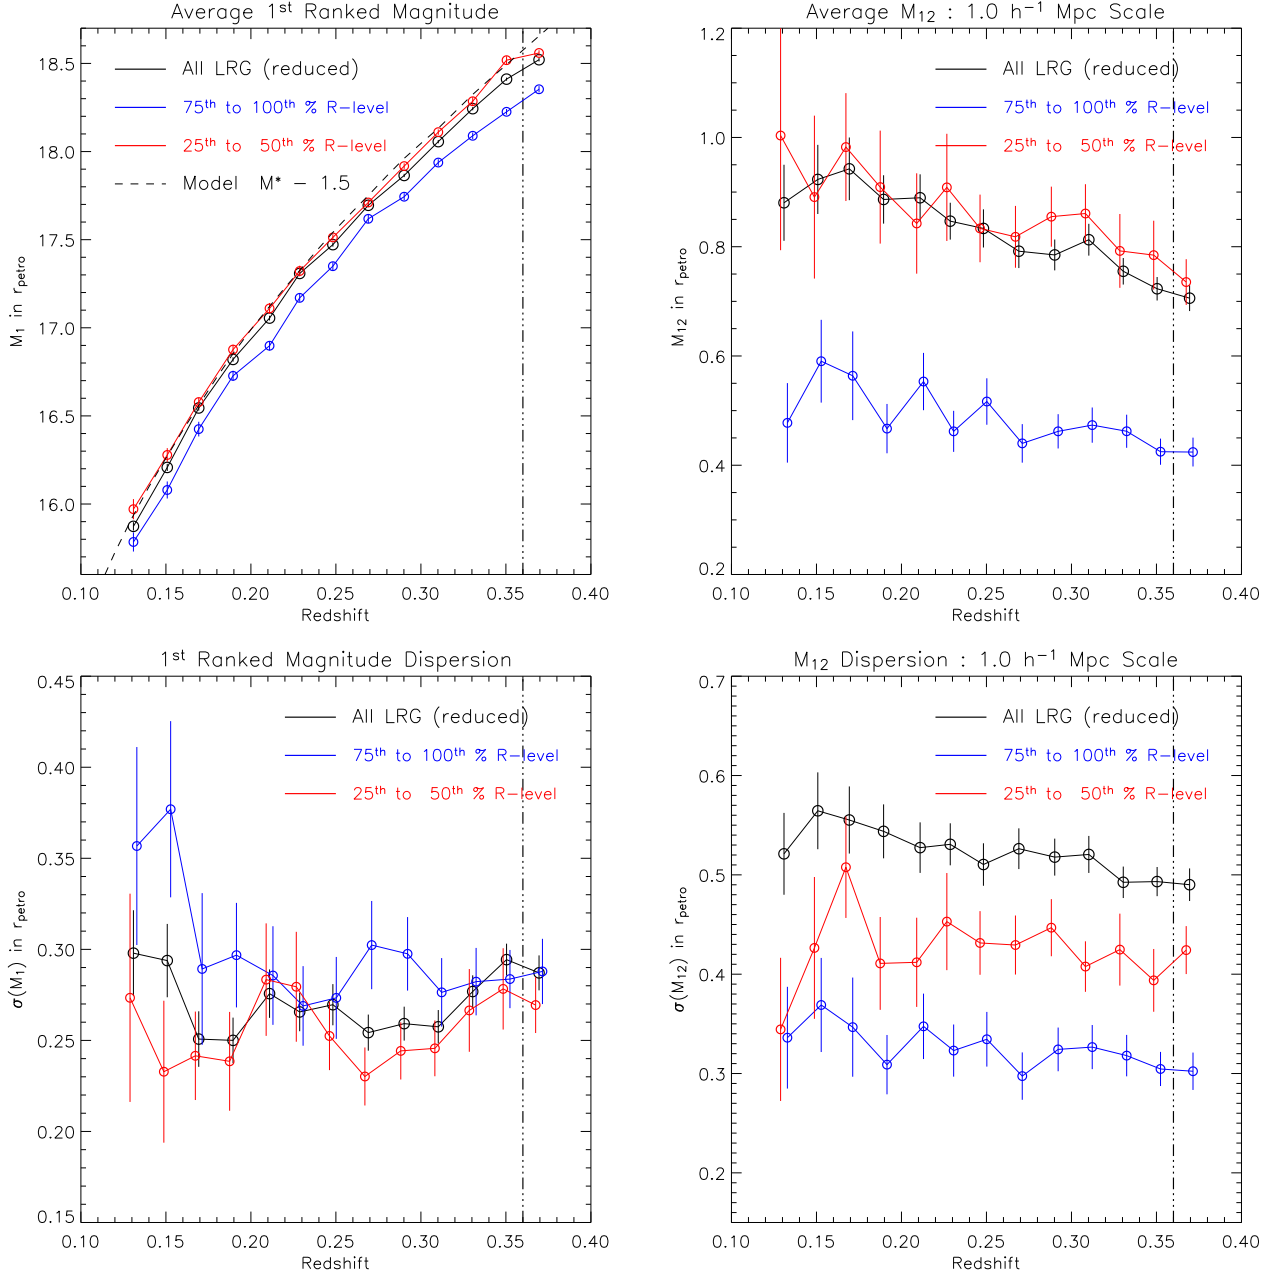 Average 1st Ranked Magnitude
M1 in rpetro
18.5
18.0
17.5
17.0
16.5
16.0
All LRG (reduced)
75th to 100th % R-level
25th to 50th % R-level
Model M* - 1.5
0.10 0.15 0.20 0.25 0.30 0.35 0.40
Redshift
Average M12 : 1.0 h-1 Mpc Scale
M12 in rpetro
1.2
1.0
0.8
0.6
0.4
0.2
All LRG (reduced)
75th to 100th % R-level
25th to 50th % R-level
0.10 0.15 0.20 0.25 0.30 0.35 0.40
Redshift
1st Ranked Magnitude Dispersion
σ(M1) in rpetro
0.45
0.40
0.35
0.30
0.25
0.20
0.15
All LRG (reduced)
75th to 100th % R-level
25th to 50th % R-level
0.10 0.15 0.20 0.25 0.30 0.35 0.40
Redshift
M12 Dispersion : 1.0 h-1 Mpc Scale
σ(M12) in rpetro
0.7
0.6
0.5
0.4
0.3
0.2
All LRG (reduced)
75th to 100th % R-level
25th to 50th % R-level
0.10 0.15 0.20 0.25 0.30 0.35 0.40
Redshift